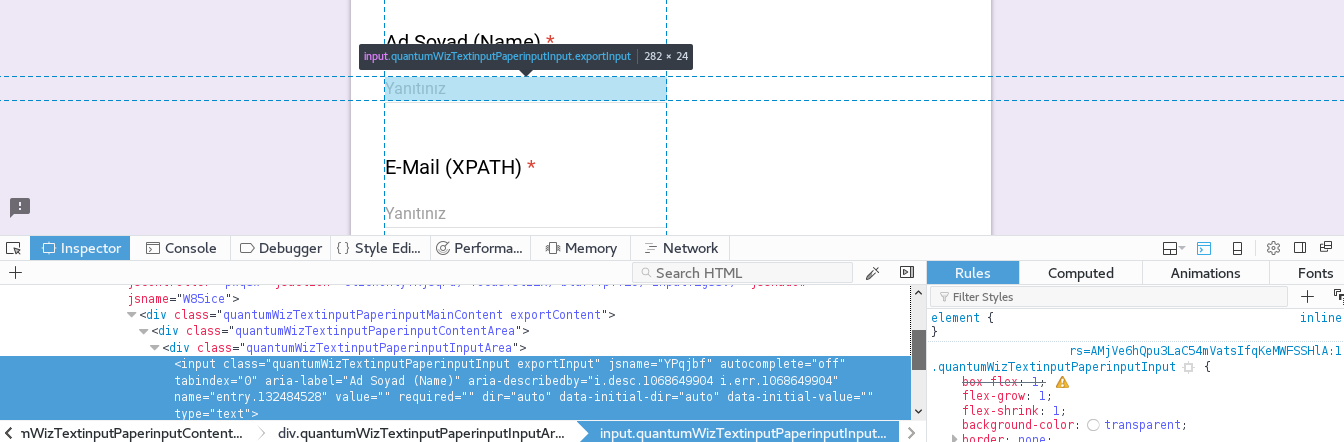 Ad Soyad (Name) *
input.quantumWizTextinputPaperinputInput.exportInput | 282 × 24
Yanıtınız
E-Mail (XPATH) *
Yanıtınız
Inspector Console Debugger { } Style Edi... Performa... Memory Network
+ Search HTML
Rules Computed Animations Fonts
jsname="W85ice">
<div class="quantumWizTextinputPaperinputMainContent exportContent">
<div class="quantumWizTextinputPaperinputContentArea">
<div class="quantumWizTextinputPaperinputInputArea">
<input class="quantumWizTextinputPaperinputInput exportInput" jsname="YPqjbf" autocomplete="off"
tabindex="0" aria-label="Ad Soyad (Name)" aria-describedby="i.desc.1068649904 i.err.1068649904"
name="entry.132484528" value="" required="" dir="auto" data-initial-dir="auto" data-initial-value=""
type="text">
mWizTextinputPaperinputContent... div.quantumWizTextinputPaperinputInputAr... input.quantumWizTextinputPaperinputInput...
Filter Styles +
element { inline
}
rs=AMjVe6hQpu3LaC54mVatsIfqKeMWFSSHlA:1
.quantumWizTextinputPaperinputInput {
box-flex: 1;
flex-grow: 1;
flex-shrink: 1;
background-color: transparent;
border: none;